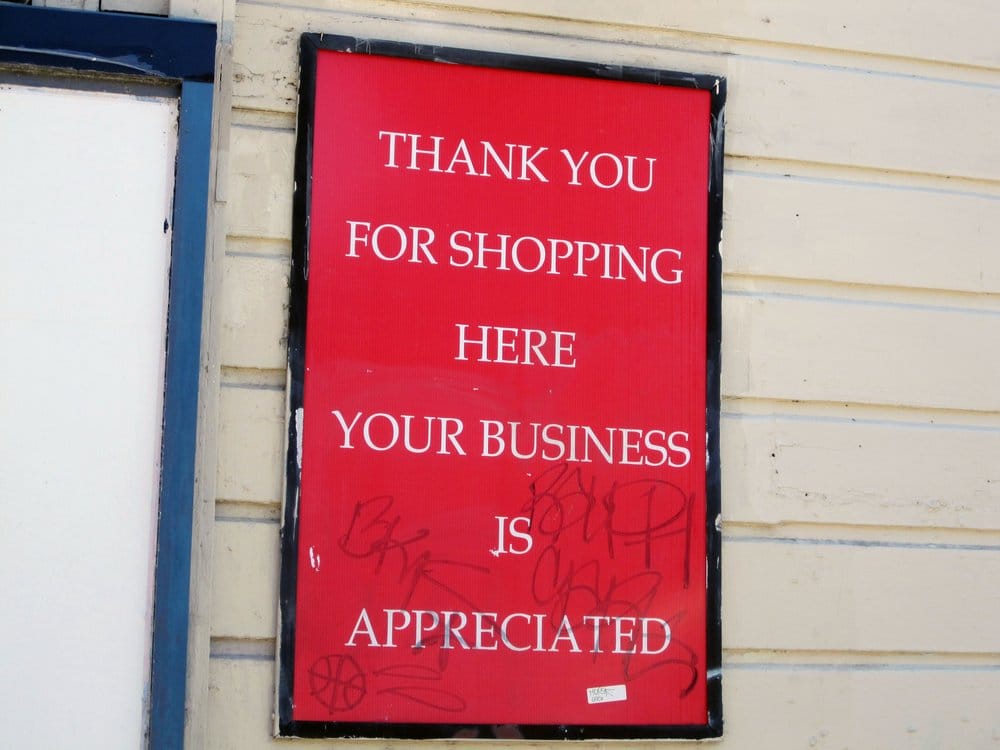 THANK YOU
FOR SHOPPING
HERE
YOUR BUSINESS
IS
APPRECIATED